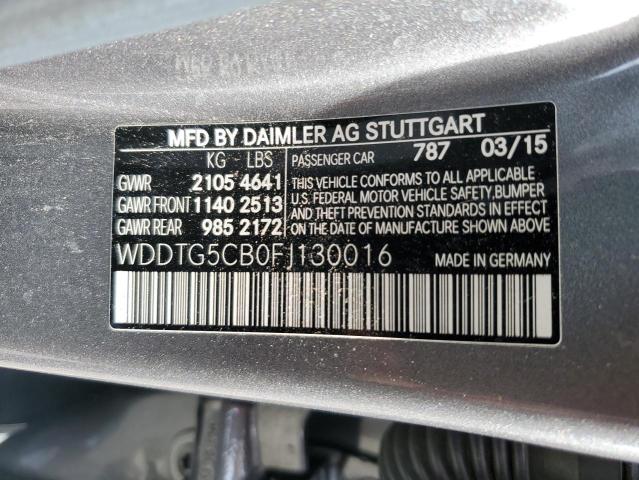 MFD BY DAIMLER AG STUTTGART
KG LBS
GVWR 2105 4641
GAWR FRONT 1140 2513
GAWR REAR 985 2172
PASSENGER CAR 787 03/15
THIS VEHICLE CONFORMS TO ALL APPLICABLE
U.S. FEDERAL MOTOR VEHICLE SAFETY, BUMPER
AND THEFT PREVENTION STANDARDS IN EFFECT
ON THE DATE OF MANUFACTURE SHOWN ABOVE.
WDDTG5CB0FJ130016 MADE IN GERMANY